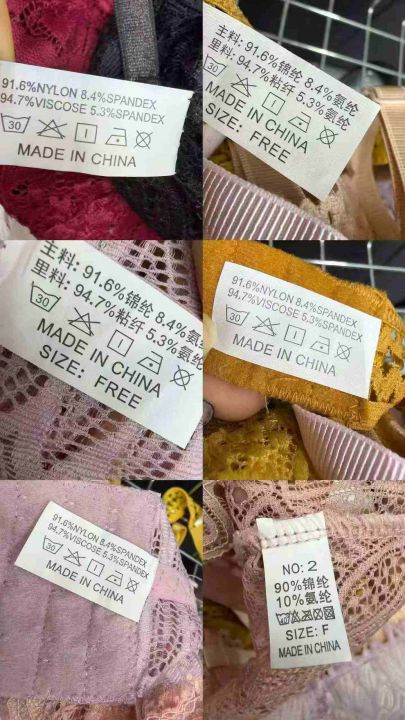 91.6%NYLON 8.4%SPANDEX
94.7%VISCOSE 5.3%SPANDEX
30
MADE IN CHINA
主料: 91.6%锦纶 8.4%氨纶
里料: 94.7%粘纤 5.3%氨纶
30
MADE IN CHINA
SIZE: FREE
主料: 91.6%锦纶 8.4%氨纶
里料: 94.7%粘纤 5.3%氨纶
30
MADE IN CHINA
SIZE: FREE
91.6%NYLON 8.4%SPANDEX
94.7%VISCOSE 5.3%SPANDEX
30
MADE IN CHINA
91.6%NYLON 8.4%SPANDEX
94.7%VISCOSE 5.3%SPANDEX
30
MADE IN CHINA
NO: 2
90%锦纶
10%氨纶
SIZE: F
MADE IN CHINA